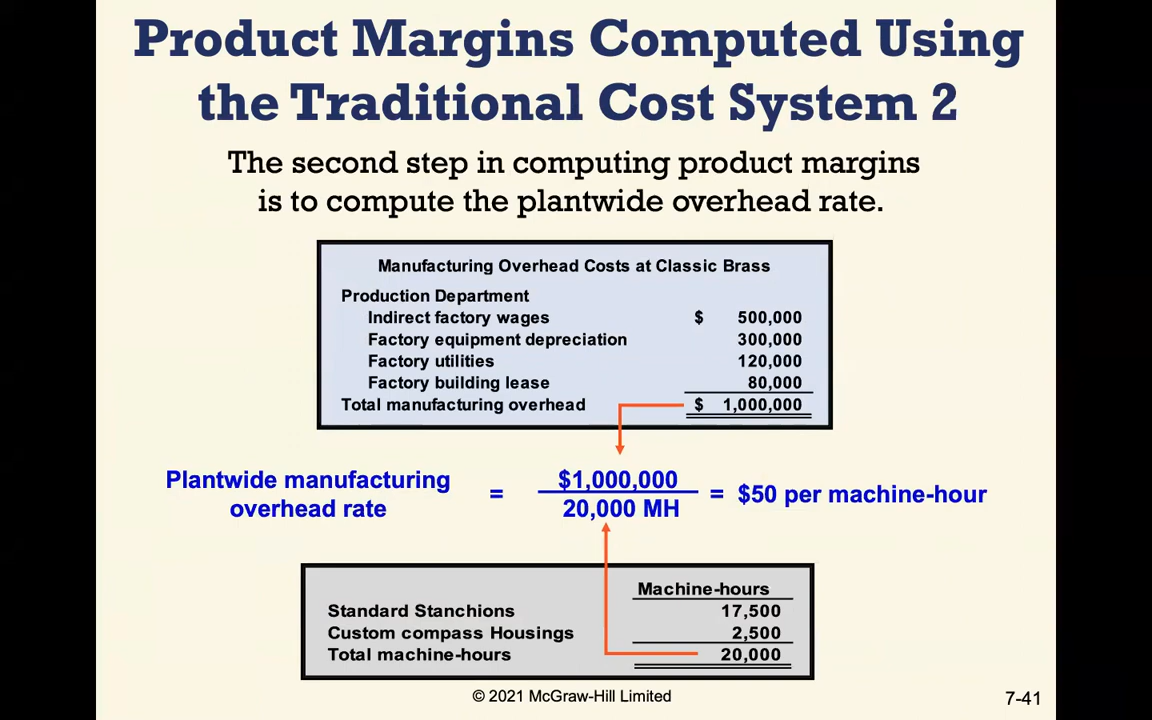 Product Margins Computed Using
the Traditional Cost System 2
The second step in computing product margins
is to compute the plantwide overhead rate.
Manufacturing Overhead Costs at Classic Brass
Production Department
Indirect factory wages $ 500,000
Factory equipment depreciation 300,000
Factory utilities 120,000
Factory building lease 80,000
Total manufacturing overhead $ 1,000,000
Plantwide manufacturing
overhead rate
=
$1,000,000
20,000 MH
= $50 per machine-hour
Machine-hours
Standard Stanchions 17,500
Custom compass Housings 2,500
Total machine-hours 20,000
© 2021 McGraw-Hill Limited
7-41